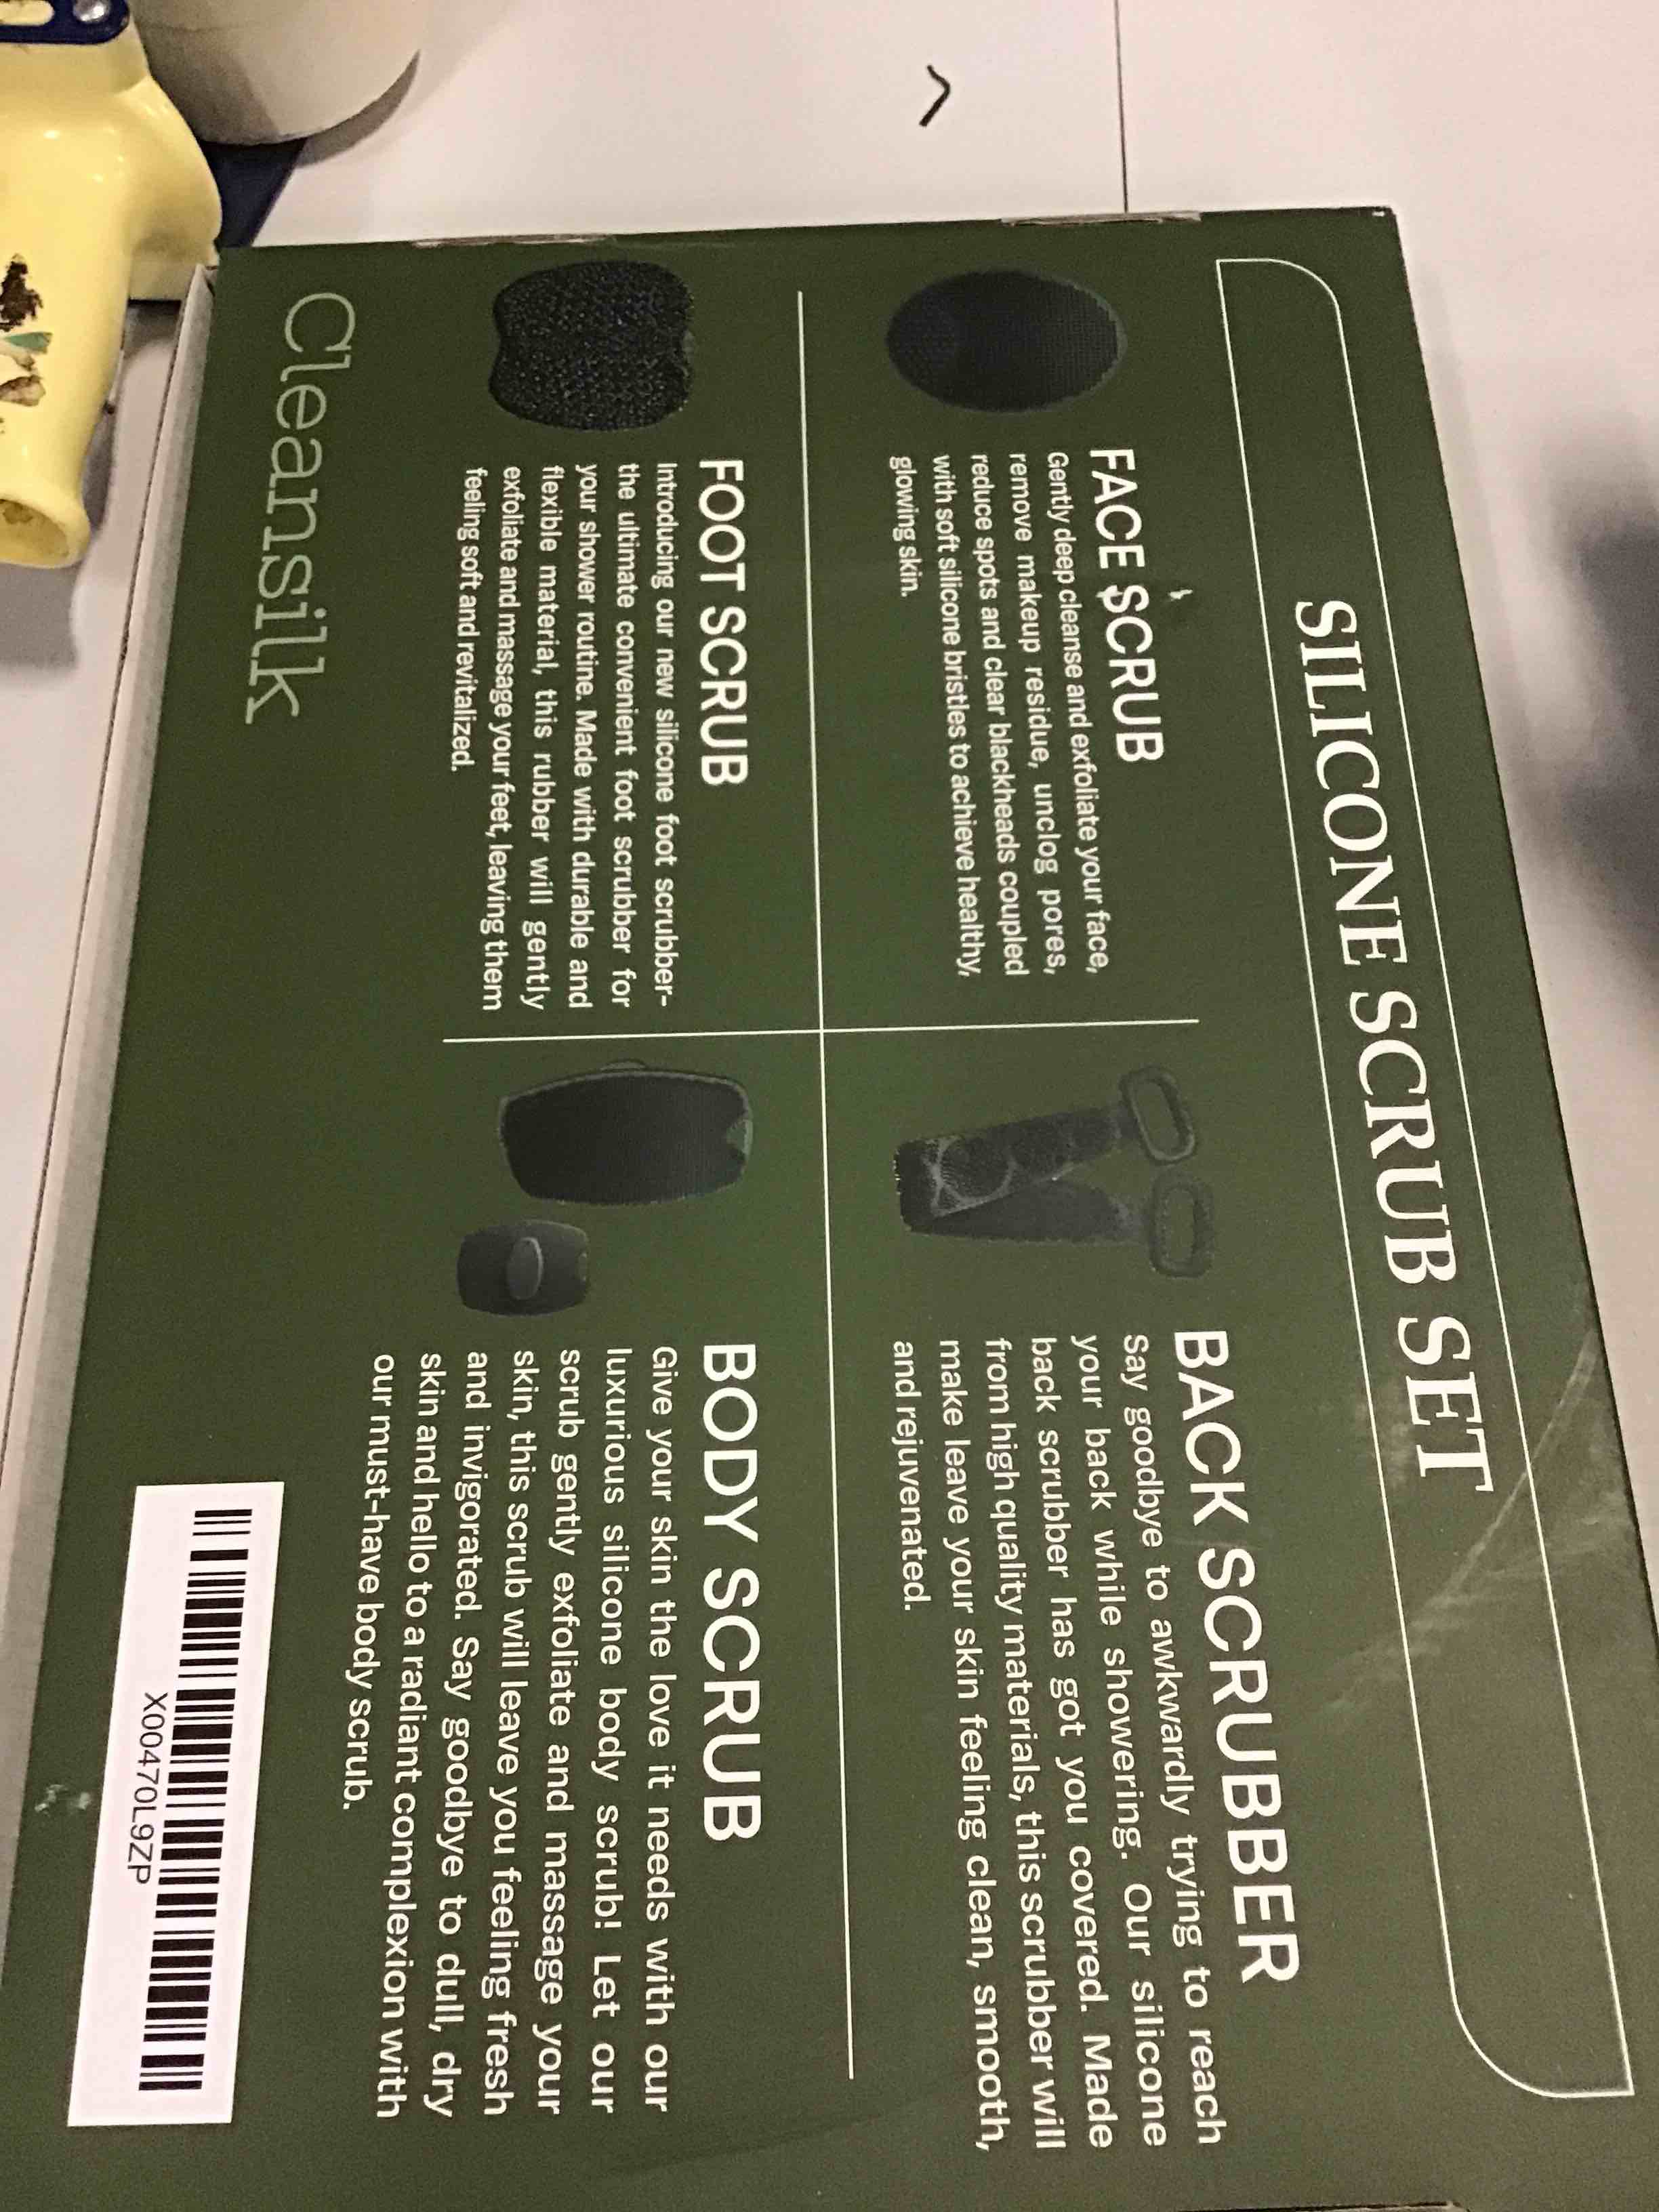 SILICONE SCRUB SET
FACE SCRUB
Gently deep cleanse and exfoliate your face,
remove makeup residue, unclog pores,
reduce spots and clear blackheads coupled
with soft silicone bristles to achieve healthy,
glowing skin.
BACK SCRUBBER
Say goodbye to awkwardly trying to reach
your back while showering. Our silicone
back scrubber has got you covered. Made
from high quality materials, this scrubber will
make leave your skin feeling clean, smooth,
and rejuvenated.
FOOT SCRUB
Introducing our new silicone foot scrubber-
the ultimate convenient foot scrubber for
your shower routine. Made with durable and
flexible material, this rubber will gently
exfoliate and massage your feet, leaving them
feeling soft and revitalized.
BODY SCRUB
Give your skin the love it needs with our
luxurious silicone body scrub! Let our
scrub gently exfoliate and massage your
skin, this scrub will leave you feeling fresh
and invigorated. Say goodbye to dull, dry
skin and hello to a radiant complexion with
our must-have body scrub.
Cleansilk
X00470L9ZP